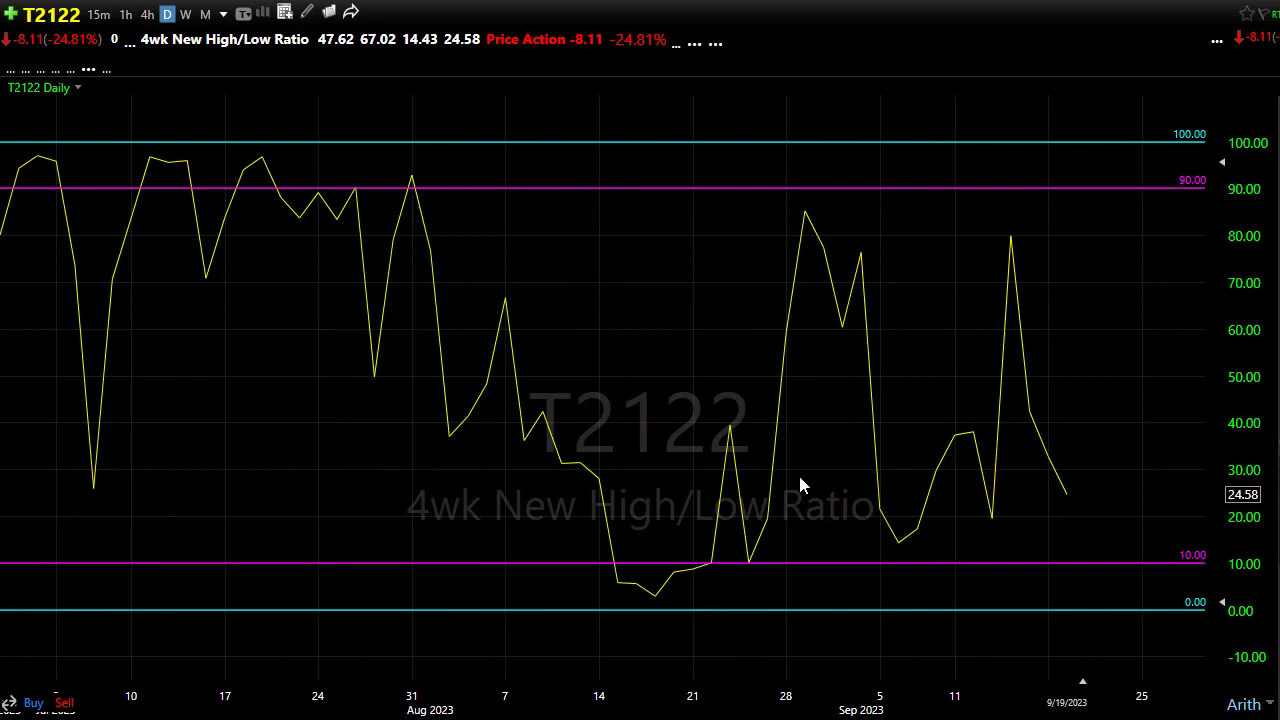 T2122 15m 1h 4h D W M
-8.11(-24.81%) 0 ... 4wk New High/Low Ratio 47.62 67.02 14.43 24.58 Price Action -8.11 -24.81% ... ... ... ... -8.11(-
... ... ... ... ... ... ...
T2122 Daily
100.00 100.00
90.00 90.00
80.00
70.00
60.00
50.00
T2122 40.00
30.00
4wk New High/Low Ratio 24.58
20.00
10.00 10.00
0.00 0.00
-10.00
10 17 24 31 7 14 21 28 5 11 25
Buy Sell 9/19/2023 Arith
Aug 2023 Sep 2023